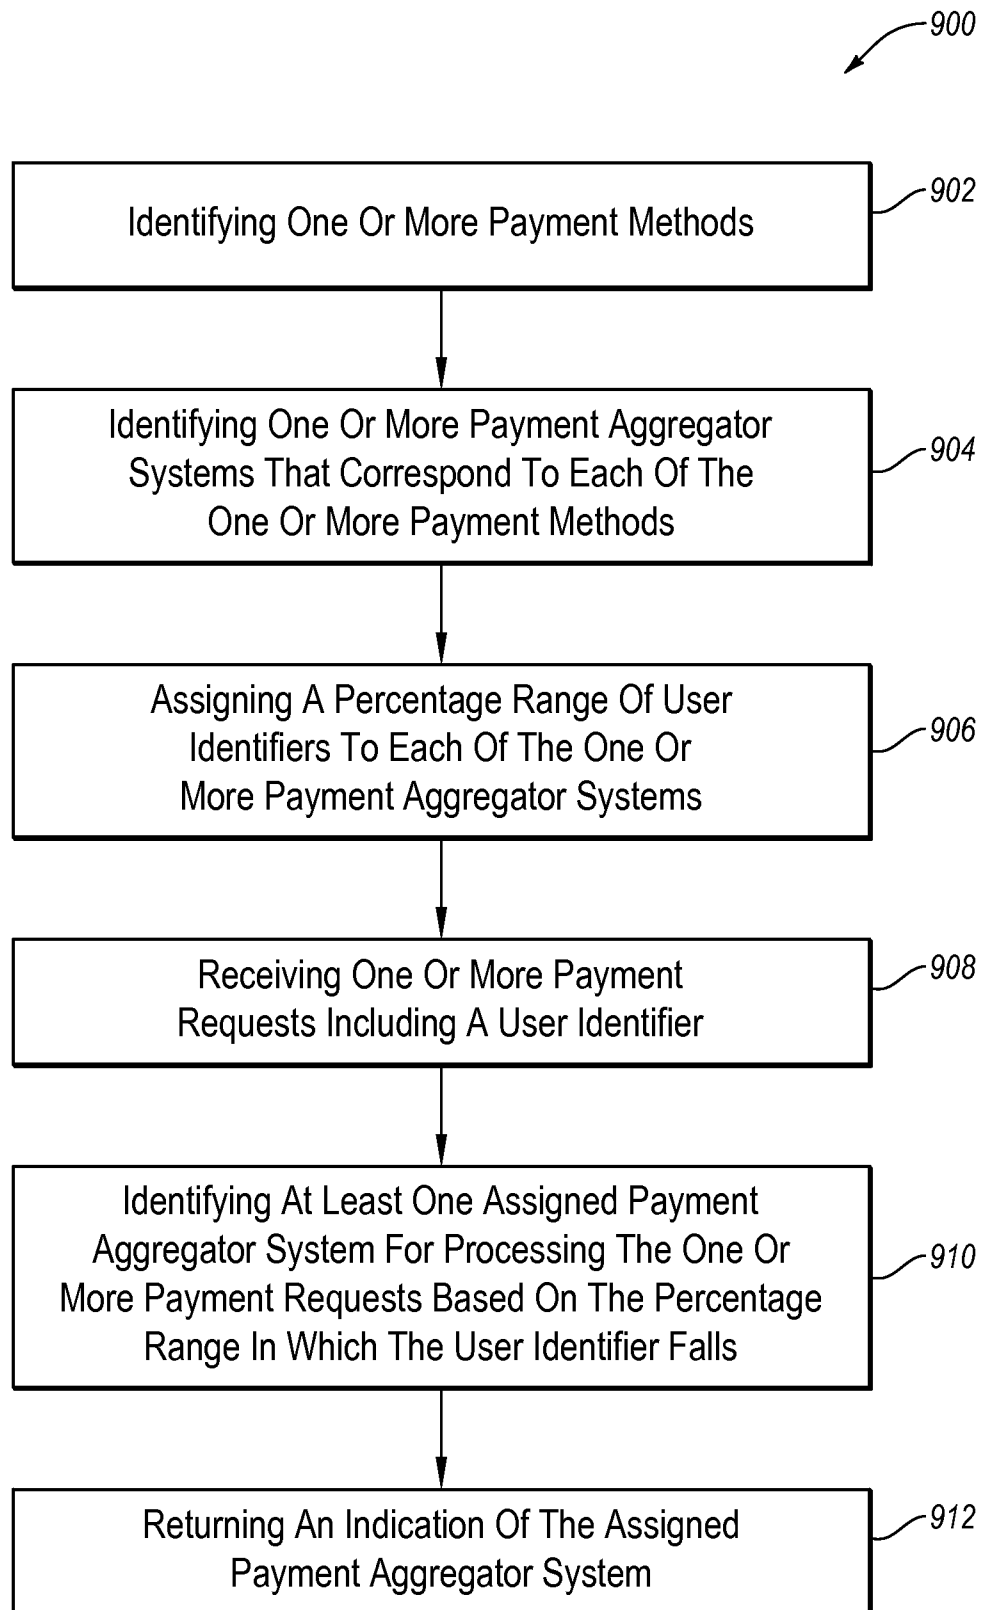 900
Identifying One Or More Payment Methods
902
Identifying One Or More Payment Aggregator
Systems That Correspond To Each Of The
One Or More Payment Methods
904
Assigning A Percentage Range Of User
Identifiers To Each Of The One Or
More Payment Aggregator Systems
906
Receiving One Or More Payment
Requests Including A User Identifier
908
Identifying At Least One Assigned Payment
Aggregator System For Processing The One Or
More Payment Requests Based On The Percentage
Range In Which The User Identifier Falls
910
Returning An Indication Of The Assigned
Payment Aggregator System
912